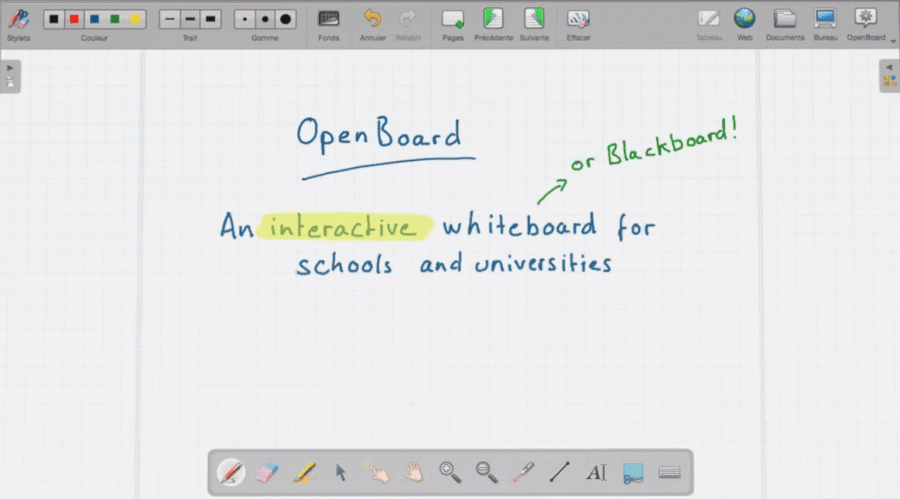 Stylets
Couleur
Trait
Gomme
Fonds
Annuler
Rétablir
Pages
Précédente
Suivante
Effacer
Tableau
Web
Documents
Bureau
OpenBoard
OpenBoard
or Blackboard!
An interactive whiteboard for
schools and universities
AI